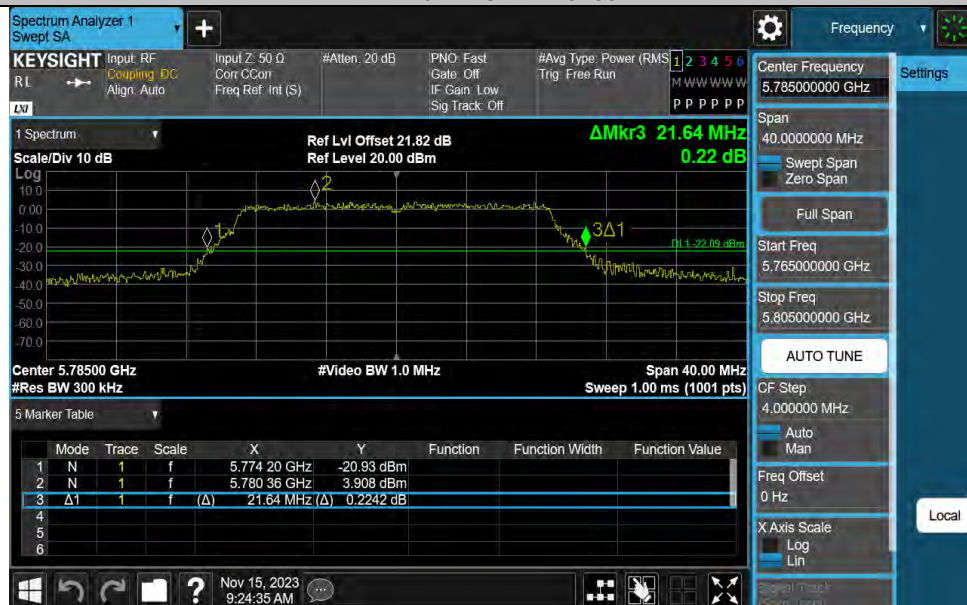 Spectrum Analyzer 1
Swept SA
+
Frequency
KEYSIGHT
RL
LXI
Input: RF
Coupling: DC
Align: Auto
Input Z: 50 Ω
Corr CCorr
Freq Ref: Int (S)
#Atten: 20 dB
PNO: Fast
Gate: Off
IF Gain: Low
Sig Track: Off
#Avg Type: Power (RMS
Trig: Free Run
1 2 3 4 5 6
M W W W W W
P P P P P P
1 Spectrum
Scale/Div 10 dB
Ref Lvl Offset 21.82 dB
Ref Level 20.00 dBm
ΔMkr3 21.64 MHz
0.22 dB
Log
10.0
0.00
-10.0
-20.0
-30.0
-40.0
-50.0
-60.0
-70.0
1
2
3Δ1
DL1 -22.09 dBm
Center 5.78500 GHz
#Res BW 300 kHz
#Video BW 1.0 MHz
Span 40.00 MHz
Sweep 1.00 ms (1001 pts)
5 Marker Table
Mode Trace Scale X Y Function Function Width Function Value
1 N 1 f 5.774 20 GHz -20.93 dBm
2 N 1 f 5.780 36 GHz 3.908 dBm
3 Δ1 1 f (Δ) 21.64 MHz (Δ) 0.2242 dB
4
5
6
Nov 15, 2023
9:24:35 AM
Center Frequency
5.785000000 GHz
Span
40.0000000 MHz
Swept Span
Zero Span
Full Span
Start Freq
5.765000000 GHz
Stop Freq
5.805000000 GHz
AUTO TUNE
CF Step
4.000000 MHz
Auto
Man
Freq Offset
0 Hz
X Axis Scale
Log
Lin
Signal Track
Settings
Local